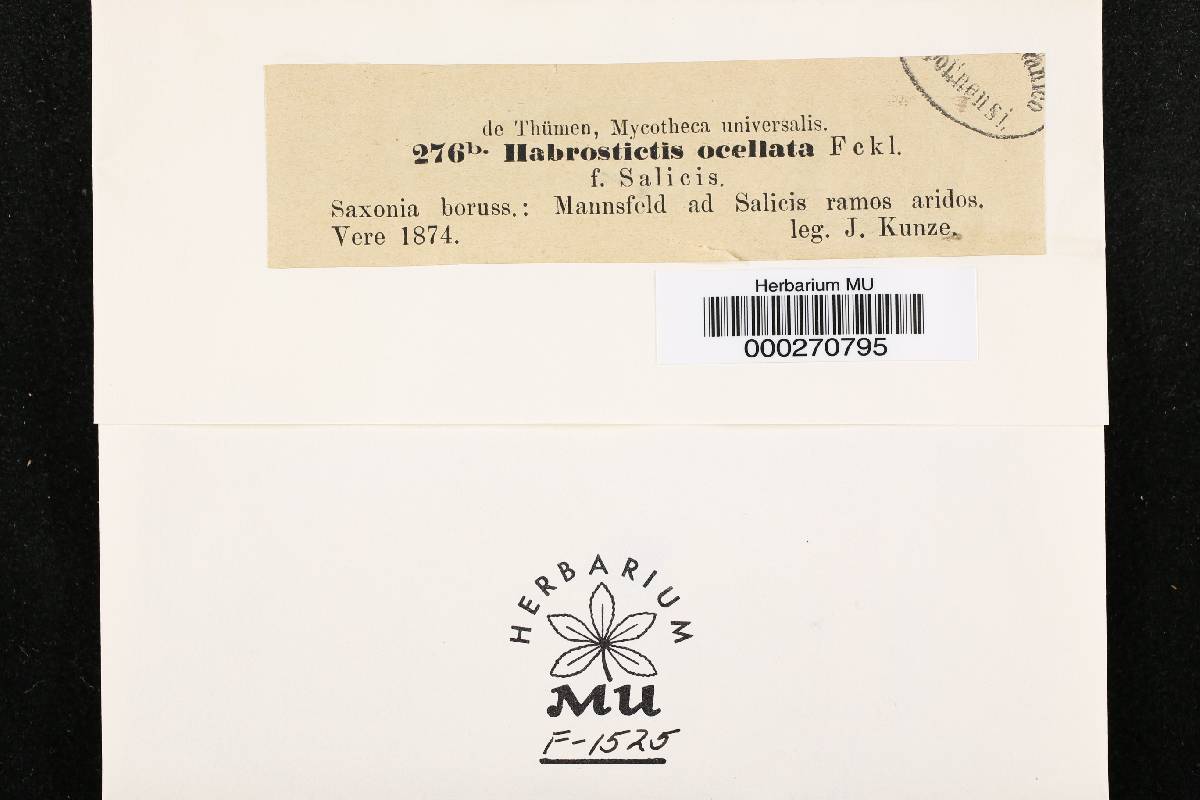 de Thümen, Mycotheca universalis.
276b. Habrostictis ocellata Fckl.
f. Salicis.
Saxonia boruss.: Mannsfeld ad Salicis ramos aridos.
Vere 1874. leg. J. Kunze.
Herbarium MU
000270795
HERBARIUM
MU
F-1525